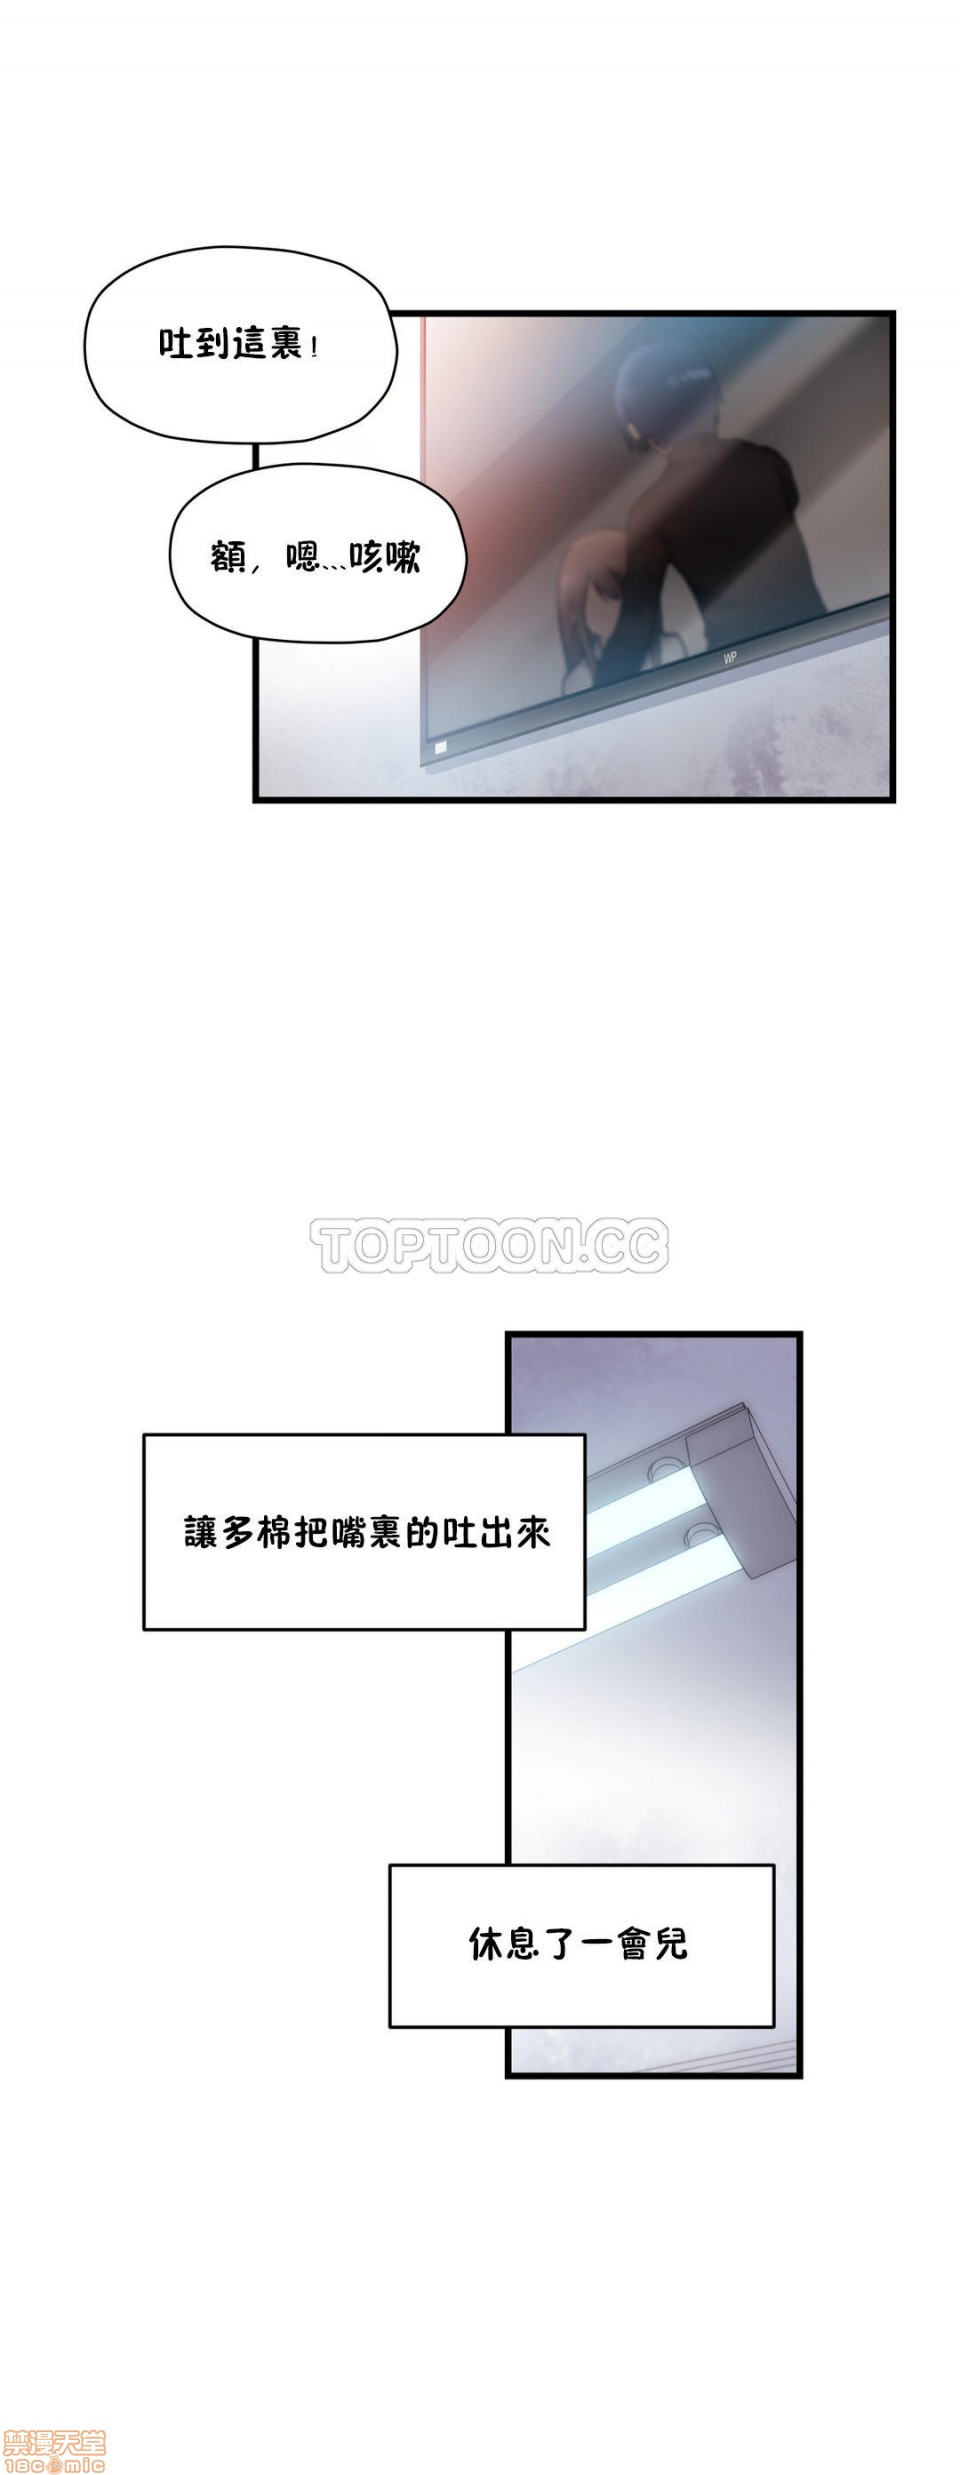 吐到這裏!
額, 嗯...咳嗽
WP
TOPTOON.CC
讓多棉把嘴裏的吐出來
休息了一會兒
禁漫天堂
18comic